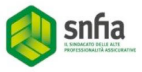 snfia
IL SINDACATO DELLE ALTE
PROFESSIONALITÀ ASSICURATIVE